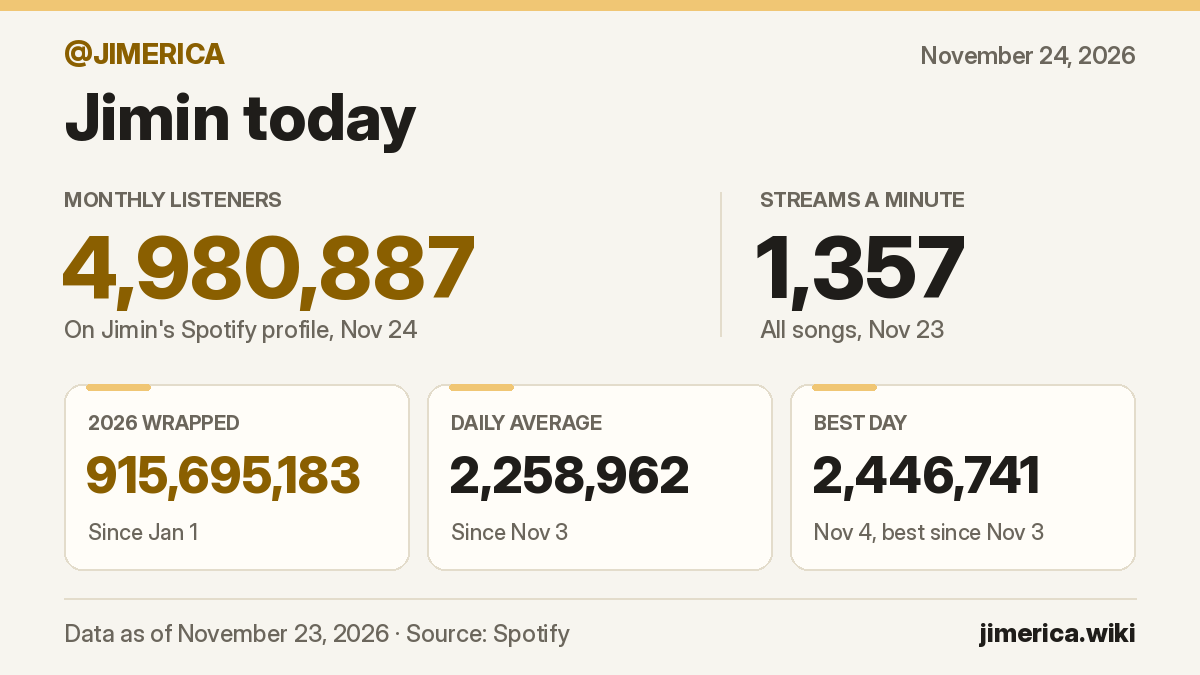 @JIMERICA
November 24, 2026
Jimin today
MONTHLY LISTENERS
4,980,887
On Jimin's Spotify profile, Nov 24
STREAMS A MINUTE
1,357
All songs, Nov 23
2026 WRAPPED
915,695,183
Since Jan 1
DAILY AVERAGE
2,258,962
Since Nov 3
BEST DAY
2,446,741
Nov 4, best since Nov 3
Data as of November 23, 2026 · Source: Spotify
jimerica.wiki